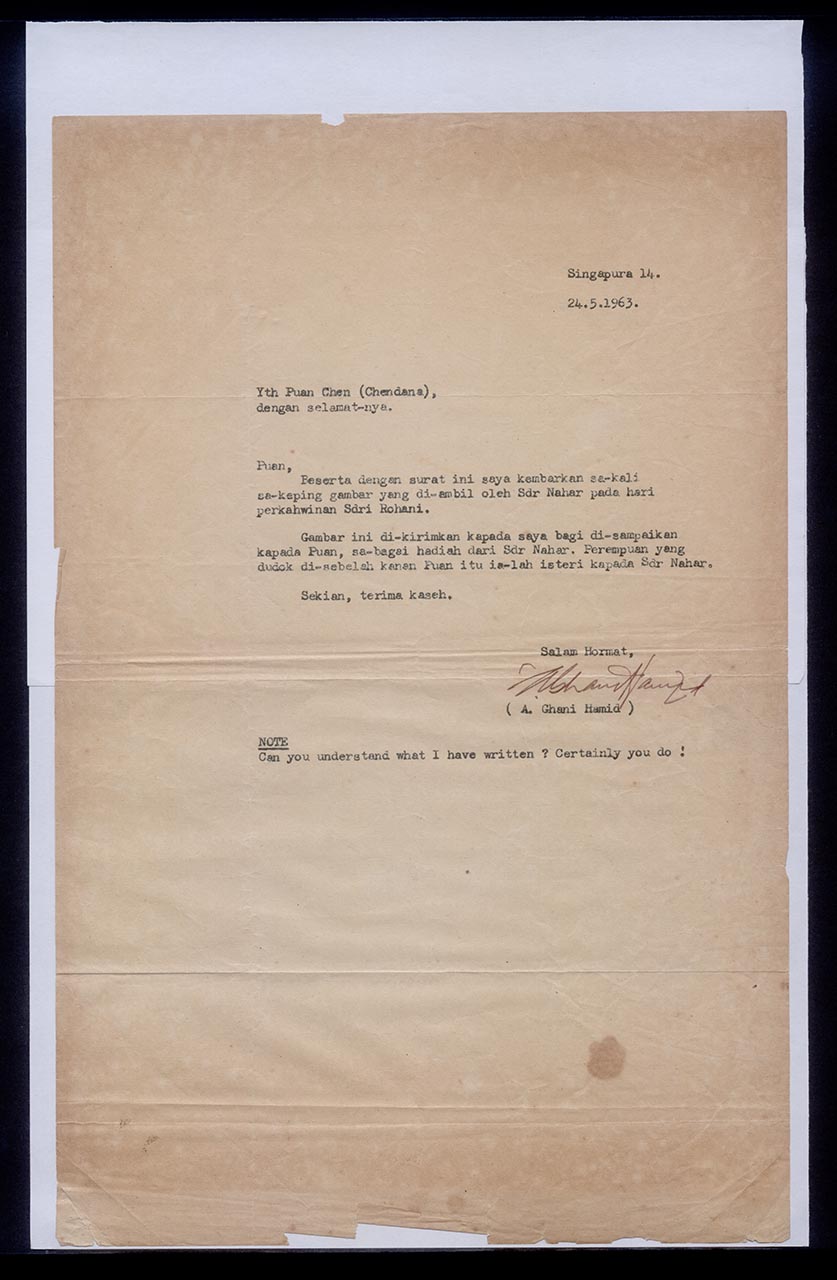 Singapura 14.
24.5.1963.
Yth Puan Chen (Chendana),
dengan selamat-nya.
Puan,
Beserta dengan surat ini saya kembarkan sa-kali
sa-keping gambar yang di-ambil oleh Sdr Nahar pada hari
perkahwinan Sdri Rohani.
Gambar ini di-kirimkan kapada saya bagi di-sampaikan
kapada Puan, sa-bagai hadiah dari Sdr Nahar. Perempuan yang
dudok di-sebelah kanan Puan itu ia-lah isteri kapada Sdr Nahar.
Sekian, terima kaseh.
Salam Hormat,
A Ghani Hamid
( A. Ghani Hamid )
NOTE
Can you understand what I have written ? Certainly you do !